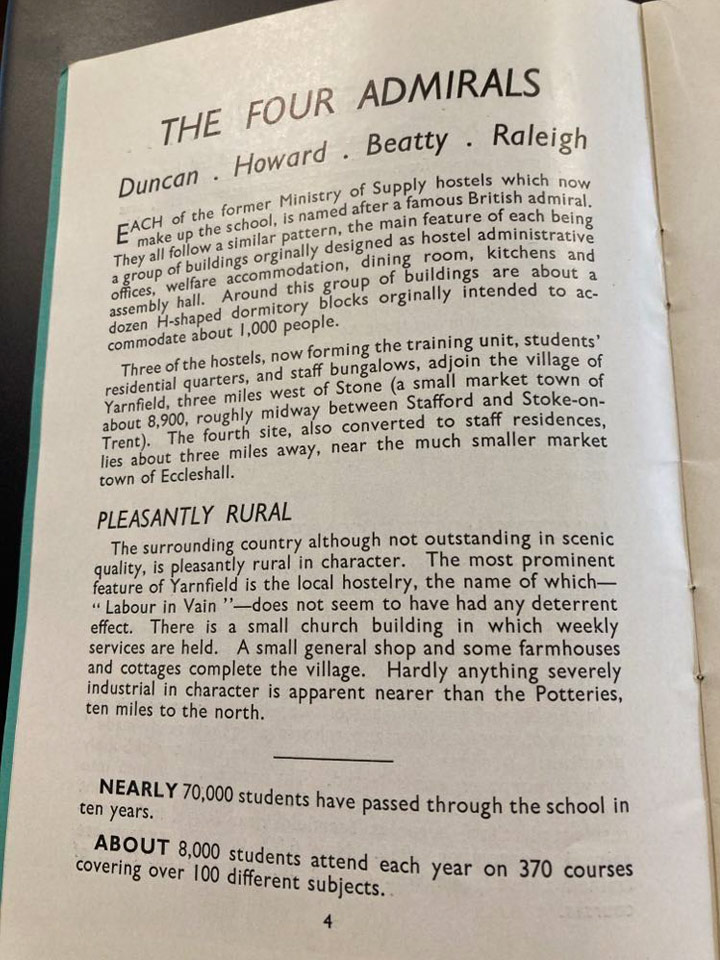 THE FOUR ADMIRALS
Duncan . Howard . Beatty . Raleigh
EACH of the former Ministry of Supply hostels which now
make up the school, is named after a famous British admiral.
They all follow a similar pattern, the main feature of each being
a group of buildings orginally designed as hostel administrative
offices, welfare accommodation, dining room, kitchens and
assembly hall. Around this group of buildings are about a
dozen H-shaped dormitory blocks orginally intended to ac-
commodate about 1,000 people.
Three of the hostels, now forming the training unit, students'
residential quarters, and staff bungalows, adjoin the village of
Yarnfield, three miles west of Stone (a small market town of
about 8,900, roughly midway between Stafford and Stoke-on-
Trent). The fourth site, also converted to staff residences,
lies about three miles away, near the much smaller market
town of Eccleshall.
PLEASANTLY RURAL
The surrounding country although not outstanding in scenic
quality, is pleasantly rural in character. The most prominent
feature of Yarnfield is the local hostelry, the name of which—
“ Labour in Vain ”—does not seem to have had any deterrent
effect. There is a small church building in which weekly
services are held. A small general shop and some farmhouses
and cottages complete the village. Hardly anything severely
industrial in character is apparent nearer than the Potteries,
ten miles to the north.
NEARLY 70,000 students have passed through the school in
ten years.
ABOUT 8,000 students attend each year on 370 courses
covering over 100 different subjects.
4